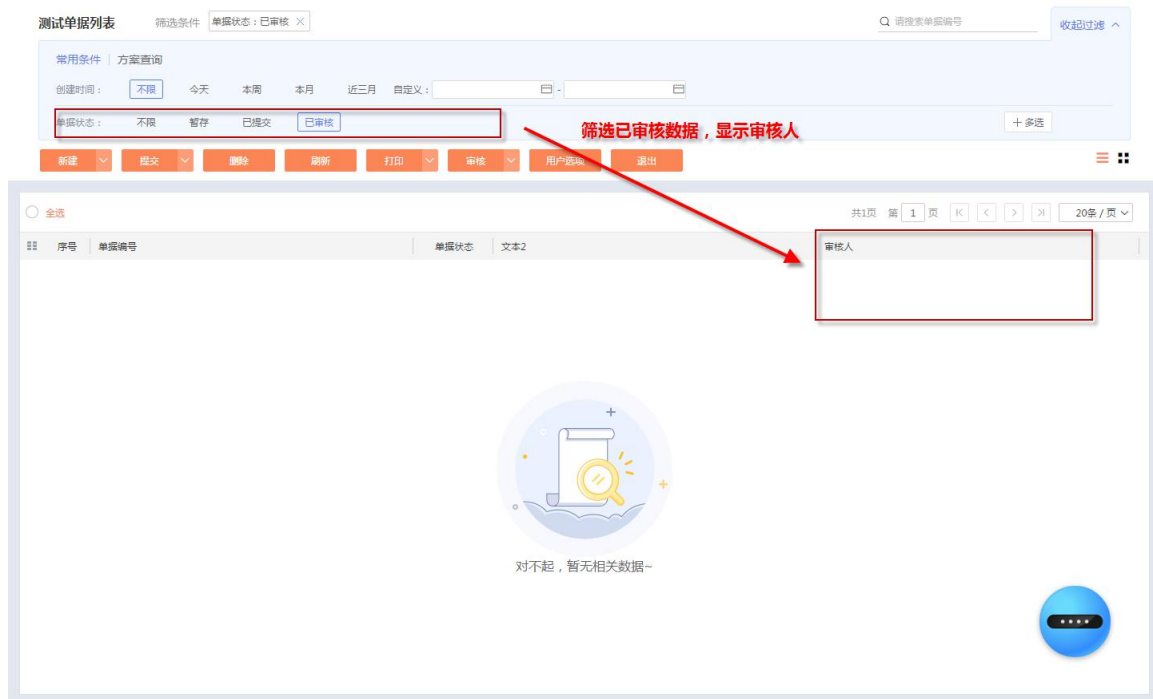 测试单据列表 筛选条件 单据状态：已审核 × 请搜索单据编号 收起过滤
常用条件 方案查询
创建时间： 不限 今天 本周 本月 近三月 自定义： -
单据状态： 不限 暂存 已提交 已审核 筛选已审核数据，显示审核人 + 多选
新建 提交 删除 刷新 打印 审核 用户选项 退出
全选 共1页 第 1 页 20条 / 页
序号 单据编号 单据状态 文本2 审核人
对不起，暂无相关数据~